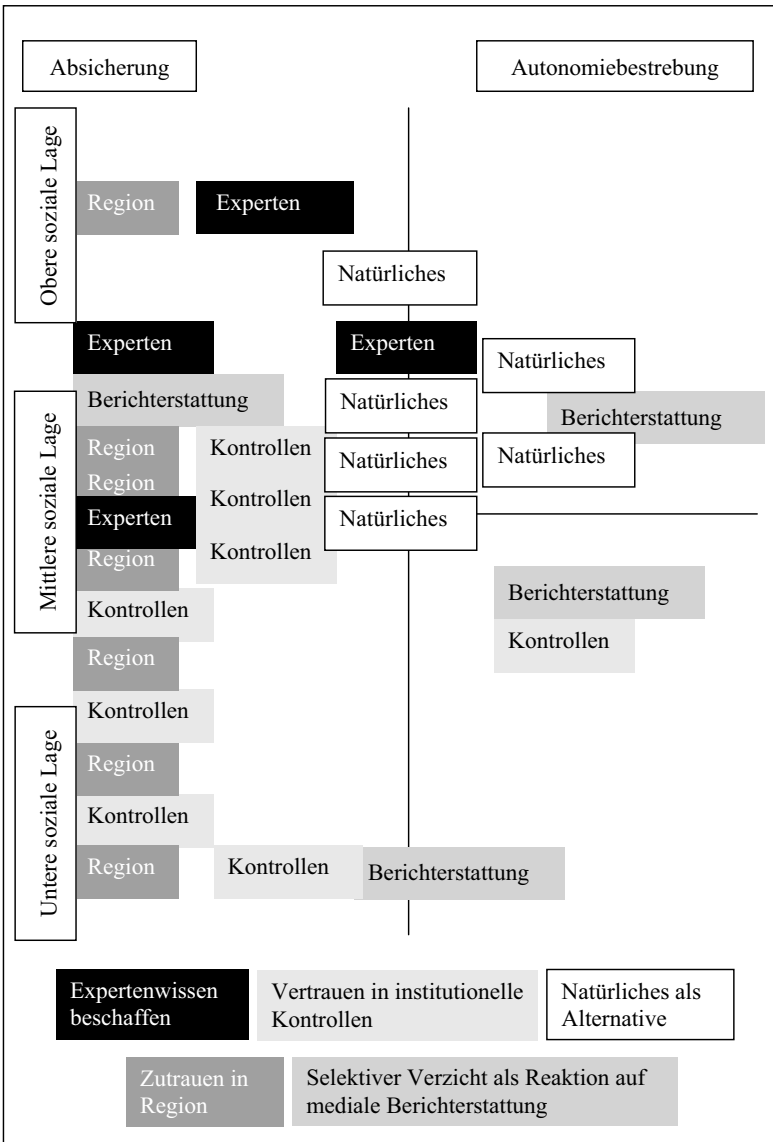 Absicherung
Autonomiebestrebung
Obere soziale Lage
Region
Experten
Natürliches
Experten
Experten
Natürliches
Berichterstattung
Natürliches
Berichterstattung
Mittlere soziale Lage
Region
Kontrollen
Natürliches
Natürliches
Region
Kontrollen
Experten
Natürliches
Region
Kontrollen
Kontrollen
Berichterstattung
Region
Kontrollen
Kontrollen
Untere soziale Lage
Region
Kontrollen
Region
Kontrollen
Berichterstattung
Expertenwissen
beschaffen
Vertrauen in institutionelle
Kontrollen
Natürliches als
Alternative
Zutrauen in
Region
Selektiver Verzicht als Reaktion auf
mediale Berichterstattung